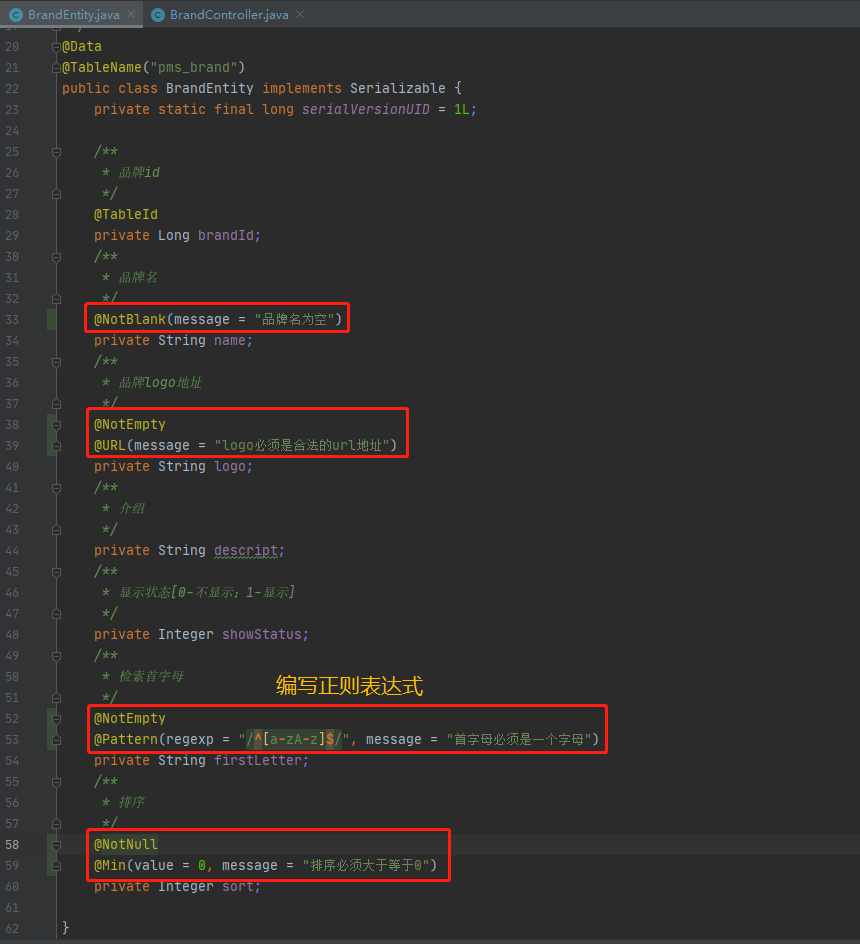 BrandEntity.java × BrandController.java ×
20 @Data
21 @TableName("pms_brand")
22 public class BrandEntity implements Serializable {
23 private static final long serialVersionUID = 1L;
24
25 /**
26 * 品牌id
27 */
28 @TableId
29 private Long brandId;
30 /**
31 * 品牌名
32 */
33 @NotBlank(message = "品牌名为空")
34 private String name;
35 /**
36 * 品牌logo地址
37 */
38 @NotEmpty
39 @URL(message = "logo必须是合法的url地址")
40 private String logo;
41 /**
42 * 介绍
43 */
44 private String descript;
45 /**
46 * 显示状态[0-不显示；1-显示]
47 */
48 private Integer showStatus;
49 /**
50 * 检索首字母
编写正则表达式
51 */
52 @NotEmpty
53 @Pattern(regexp = "/^[a-zA-z]$/", message = "首字母必须是一个字母")
54 private String firstLetter;
55 /**
56 * 排序
57 */
58 @NotNull
59 @Min(value = 0, message = "排序必须大于等于0")
60 private Integer sort;
61
62 }